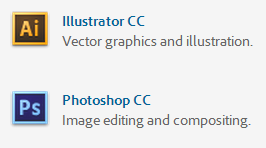 Ai
Illustrator CC
Vector graphics and illustration.
Ps
Photoshop CC
Image editing and compositing.